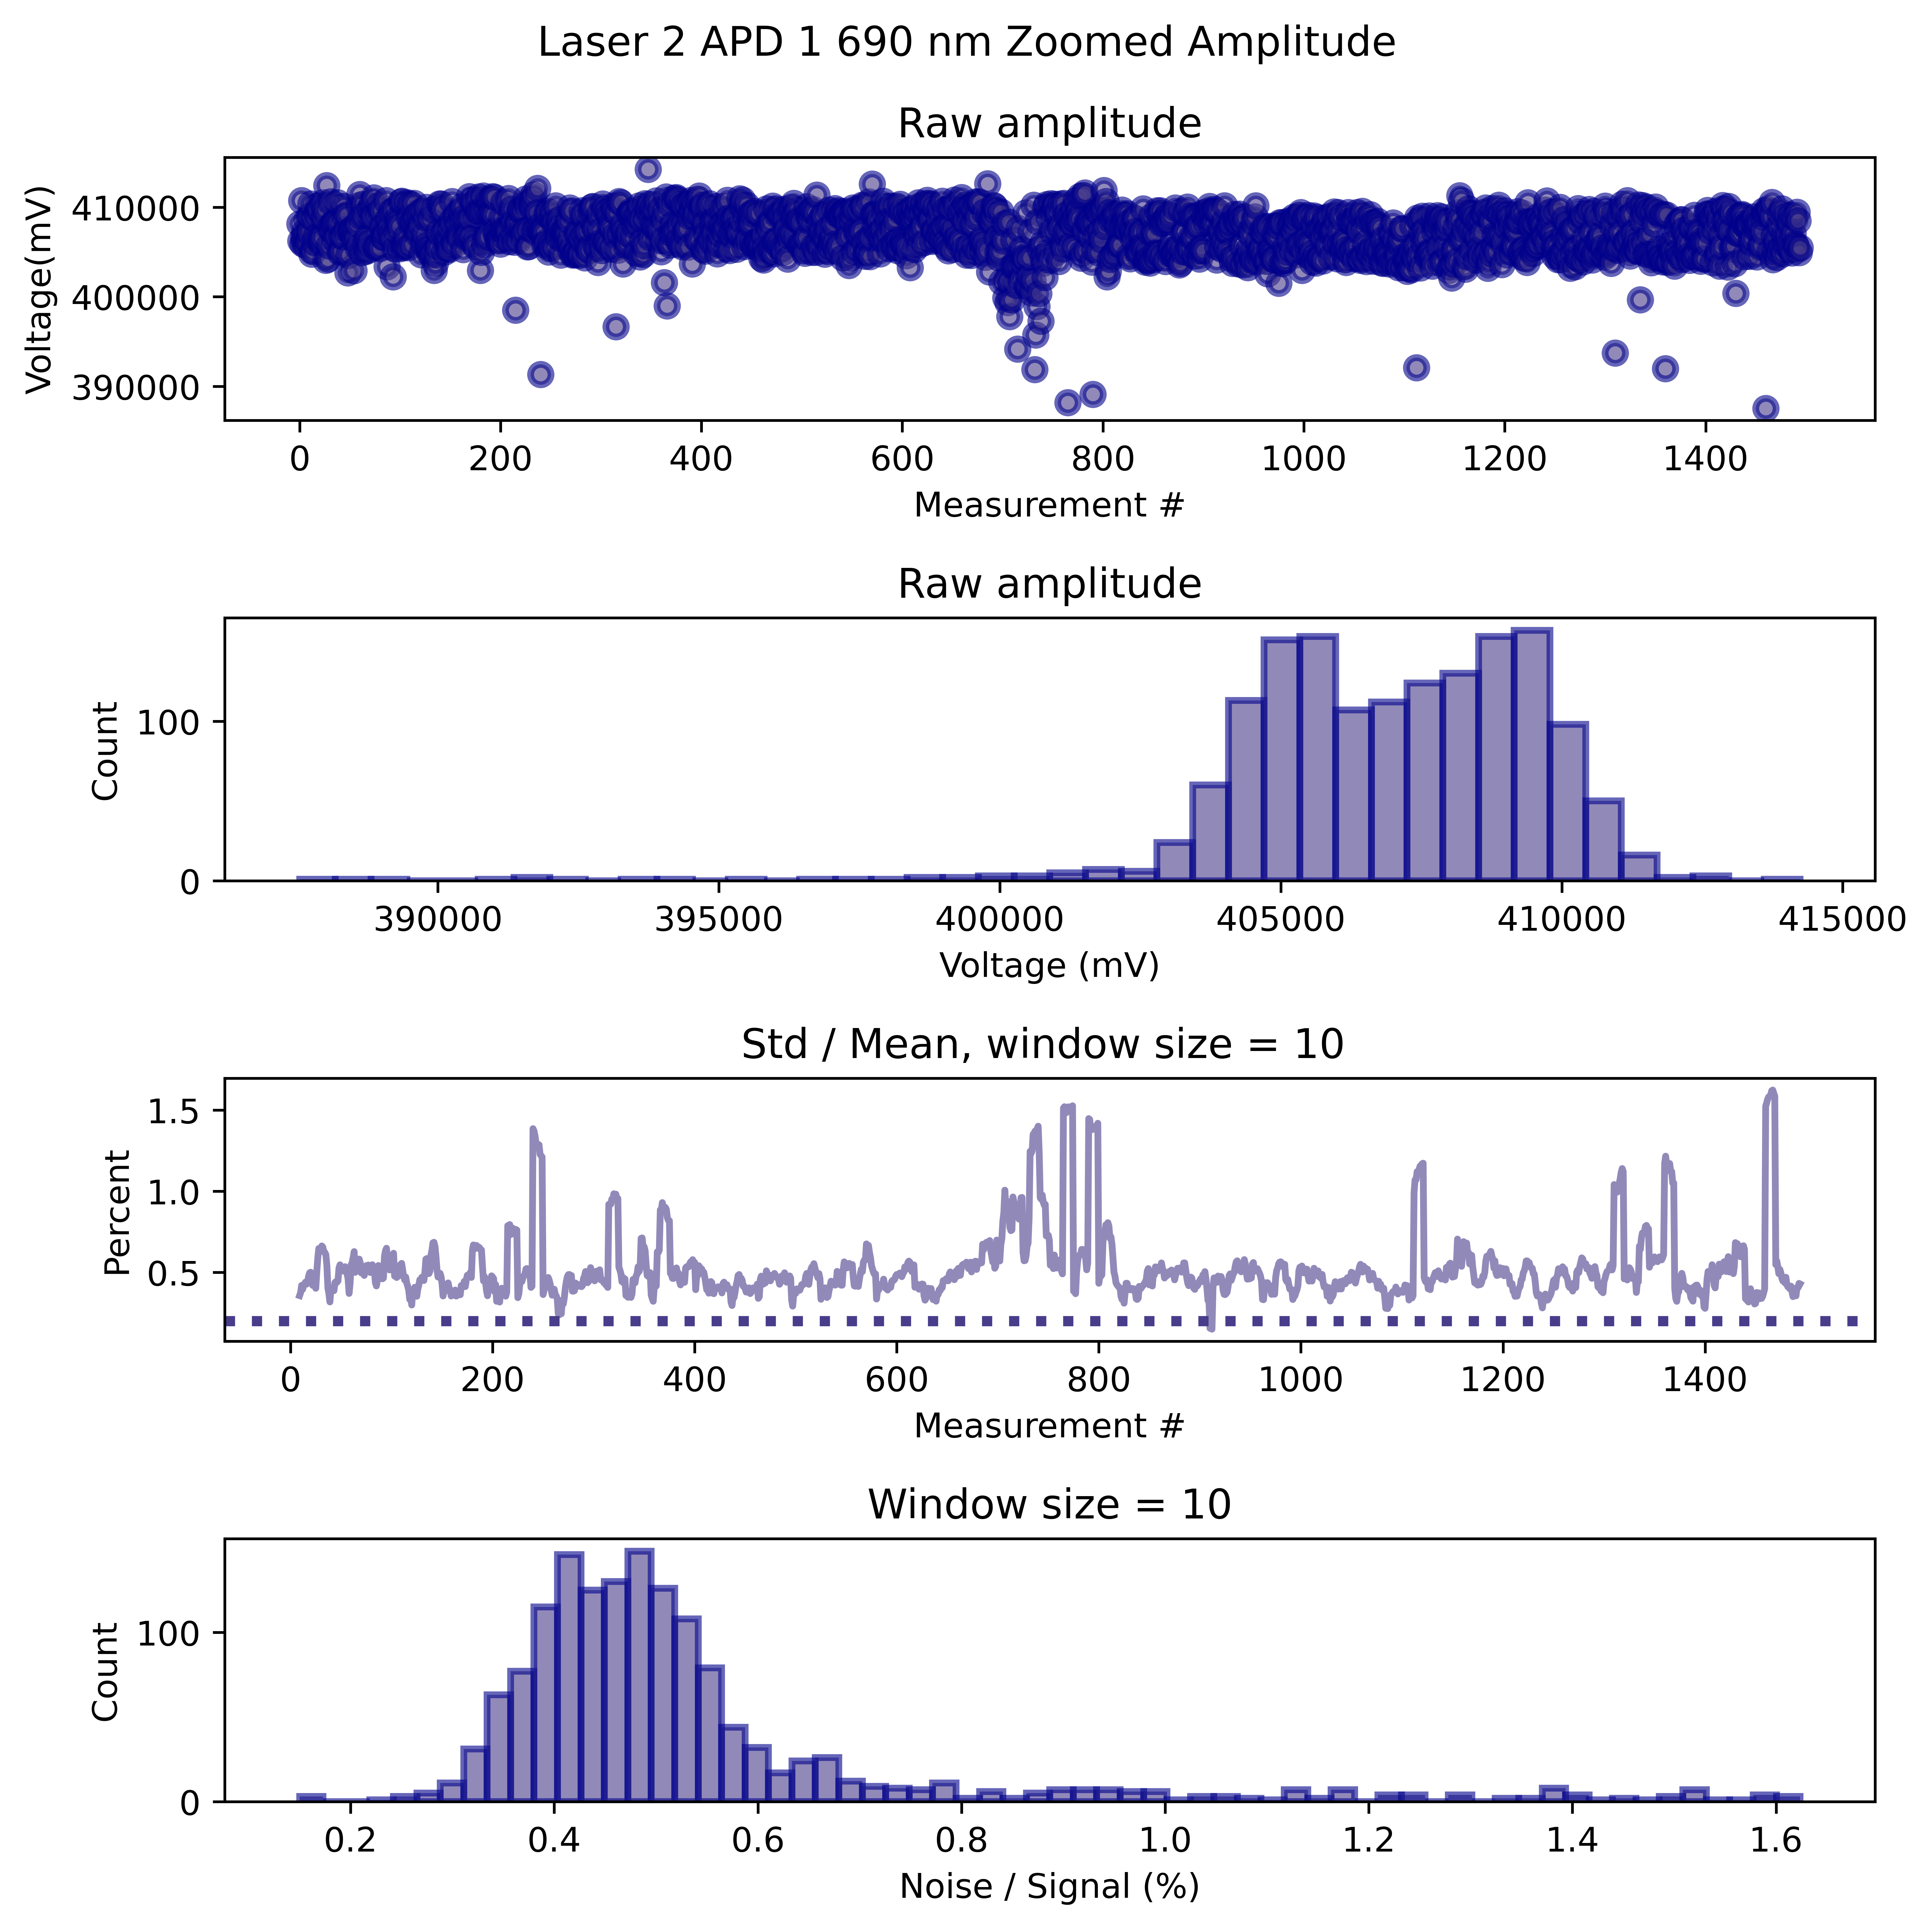 Laser 2 APD 1 690 nm Zoomed Amplitude
Raw amplitude
Voltage(mV)
410000
400000
390000
0 200 400 600 800 1000 1200 1400
Measurement #
Raw amplitude
Count
100
0
390000 395000 400000 405000 410000 415000
Voltage (mV)
Std / Mean, window size = 10
Percent
1.5
1.0
0.5
0 200 400 600 800 1000 1200 1400
Measurement #
Window size = 10
Count
100
0
0.2 0.4 0.6 0.8 1.0 1.2 1.4 1.6
Noise / Signal (%)